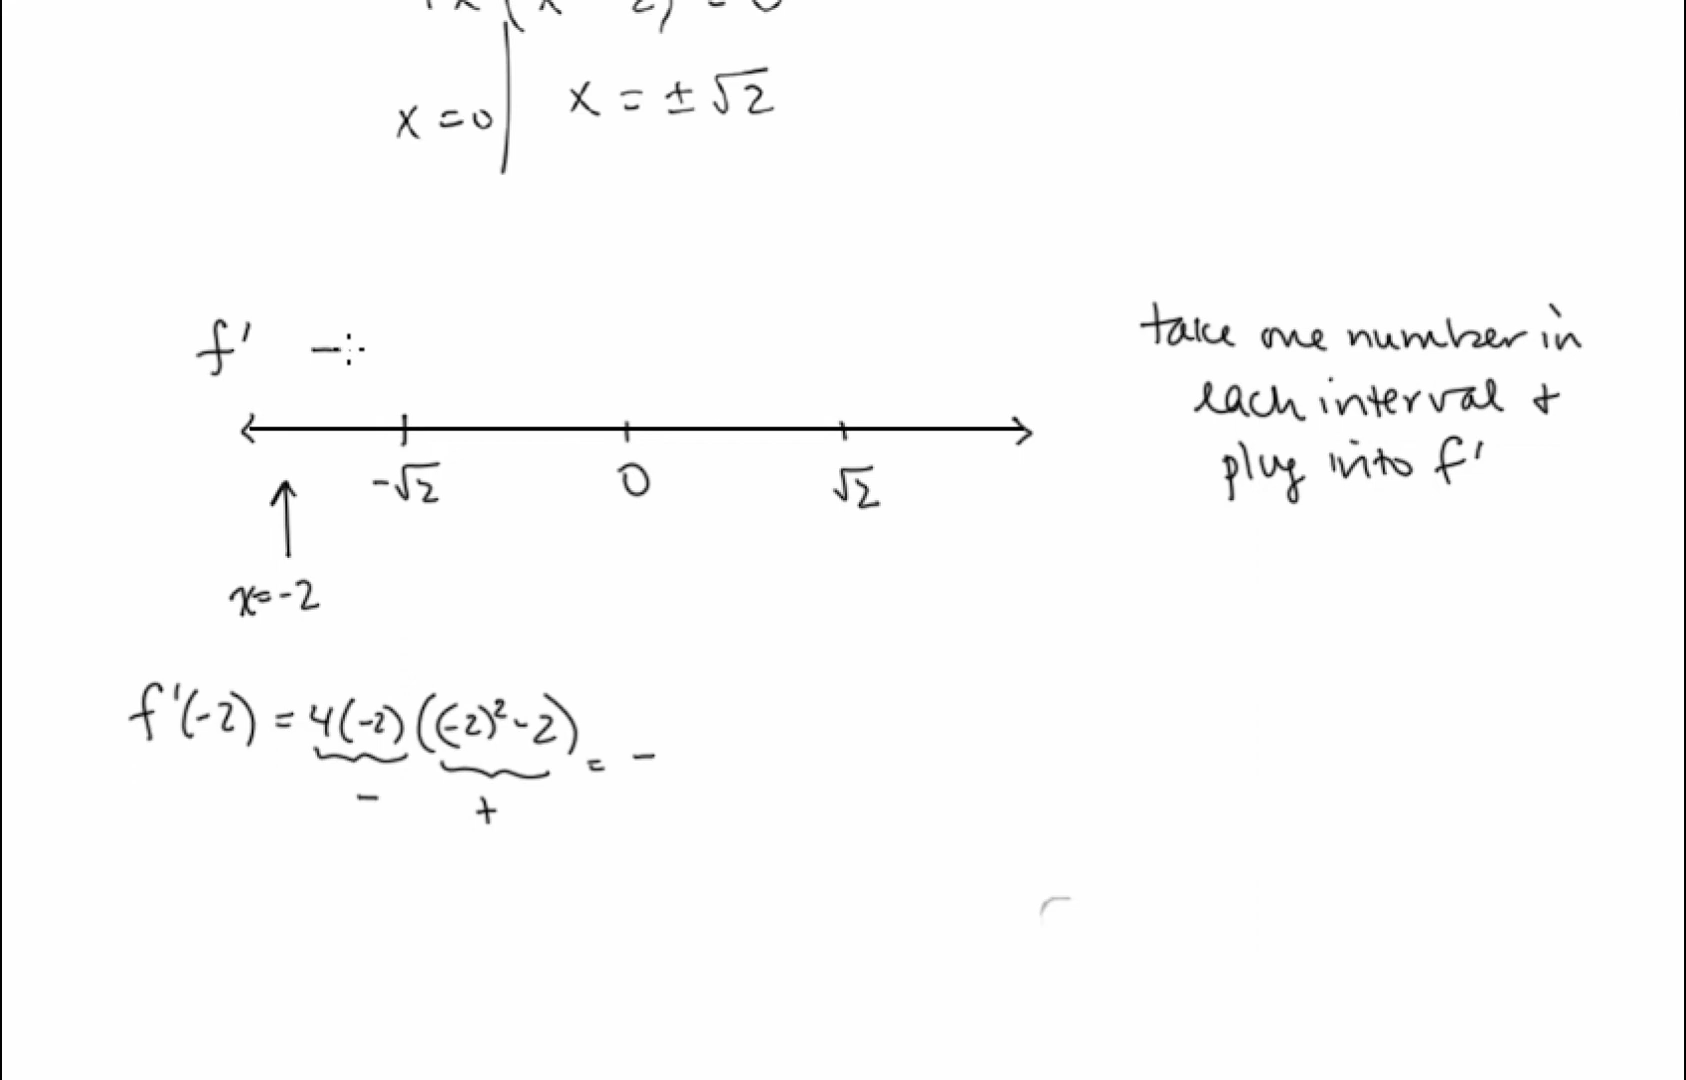 x = 0 | x = ± √2
f' -
take one number in
each interval +
plug into f'
-√2 0 √2
x = -2
f'(-2) = 4(-2)((-2)² - 2) = -
- +